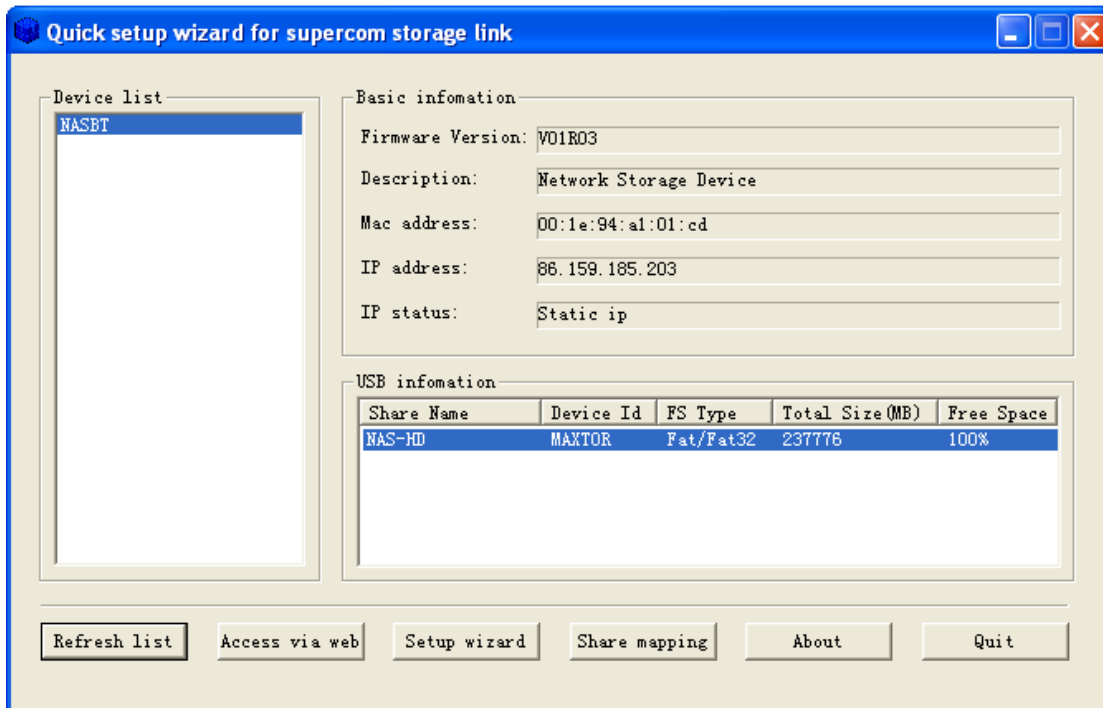 Quick setup wizard for supercom storage link
Device list
NASBT
Basic infomation
Firmware Version: V01R03
Description: Network Storage Device
Mac address: 00:1e:94:a1:01:cd
IP address: 86.159.185.203
IP status: Static ip
USB infomation
Share Name Device Id FS Type Total Size(MB) Free Space
NAS-HD MAXTOR Fat/Fat32 237776 100%
Refresh list Access via web Setup wizard Share mapping About Quit